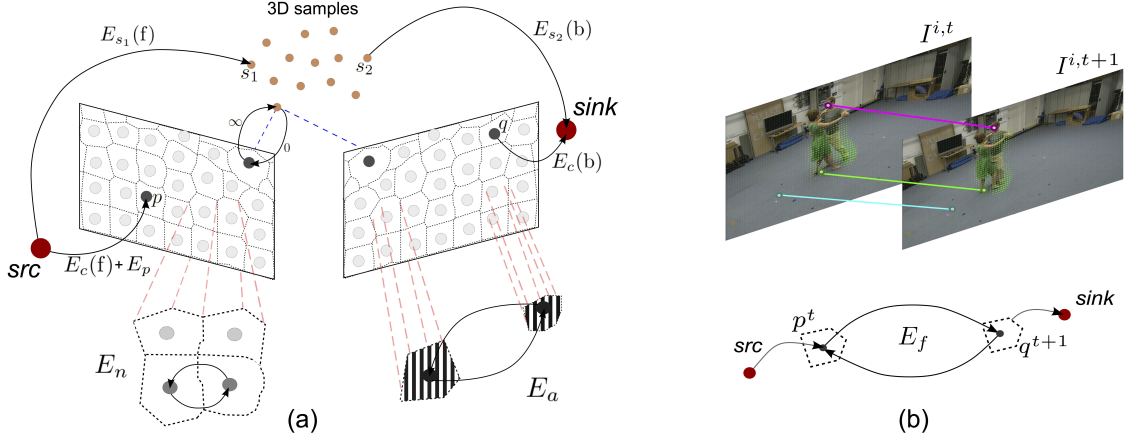 3D samples
E_{s_1}(f)
E_{s_2}(b)
s_1
s_2
sink
∞
0
q
E_c(b)
p
src
E_c(f)+E_p
E_n
E_a
(a)
I^{i,t}
I^{i,t+1}
sink
p^t
q^{t+1}
E_f
src
(b)